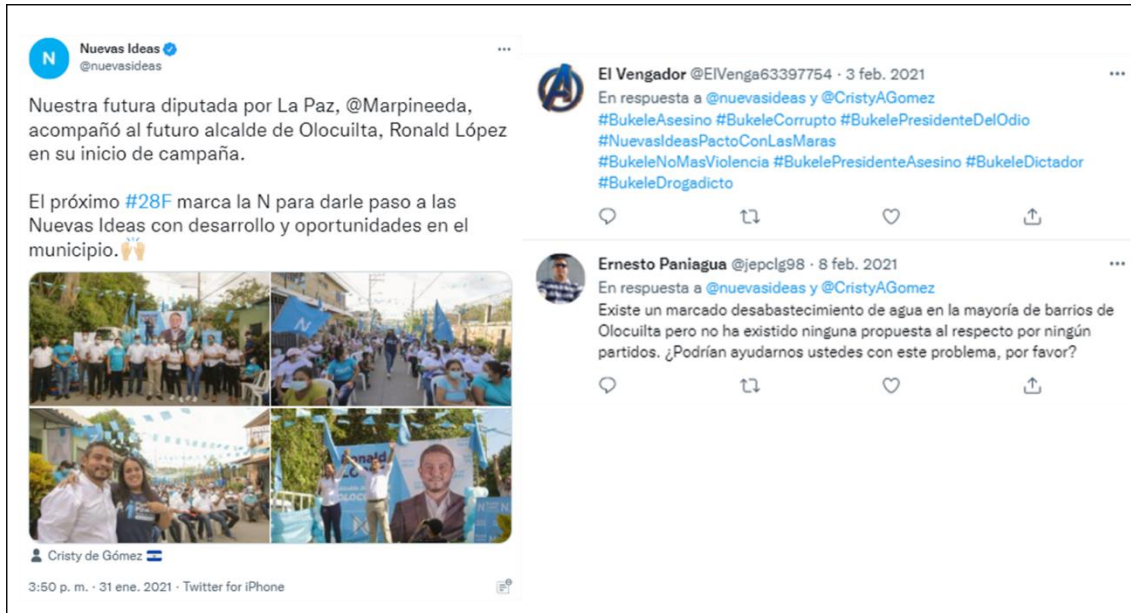 N
Nuevas Ideas
@nuevasideas
Nuestra futura diputada por La Paz, @Marpineeda,
acompañó al futuro alcalde de Olocuilta, Ronald López
en su inicio de campaña.
El próximo #28F marca la N para darle paso a las
Nuevas Ideas con desarrollo y oportunidades en el
municipio.🙌🏻
N
Cristy de Gómez 🇸🇻
3:50 p. m. · 31 ene. 2021 · Twitter for iPhone
El Vengador @ElVenga63397754 · 3 feb. 2021
En respuesta a @nuevasideas y @CristyAGomez
#BukeleAsesino #BukeleCorrupto #BukelePresidenteDelOdio
#NuevasIdeasPactoConLasMaras
#BukeleNoMasViolencia #BukelePresidenteAsesino #BukeleDictador
#BukeleDrogadicto
Ernesto Paniagua @jepclg98 · 8 feb. 2021
En respuesta a @nuevasideas y @CristyAGomez
Existe un marcado desabastecimiento de agua en la mayoría de barrios de
Olocuilta pero no ha existido ninguna propuesta al respecto por ningún
partidos. ¿Podrían ayudarnos ustedes con este problema, por favor?